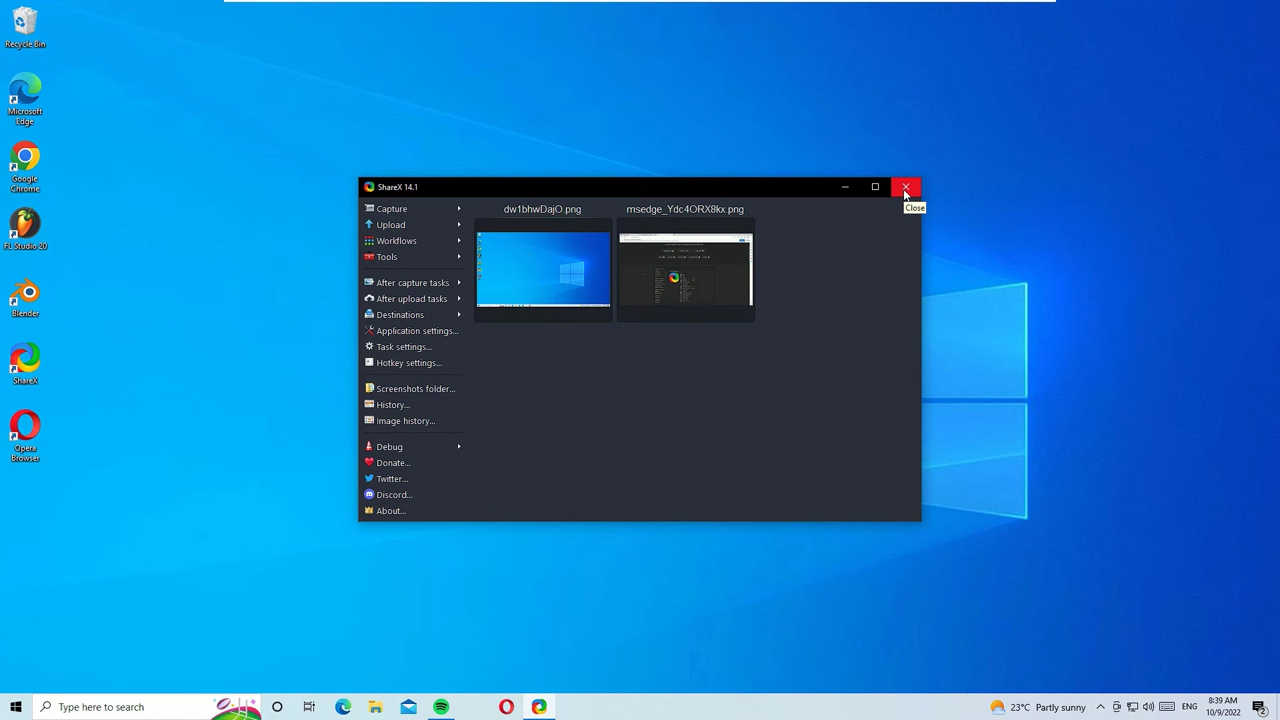 Recycle Bin
Microsoft
Edge
Google
Chrome
FL Studio 20
Blender
ShareX
Opera
Browser
ShareX 14.1
Close
Capture
Upload
Workflows
Tools
After capture tasks
After upload tasks
Destinations
Application settings...
Task settings...
Hotkey settings...
Screenshots folder...
History...
Image history...
Debug
Donate...
Twitter...
Discord...
About...
dw1bhwDajO.png
msedge_Ydc4ORX8kx.png
Type here to search
23°C Partly sunny
ENG
8:39 AM
10/9/2022
2